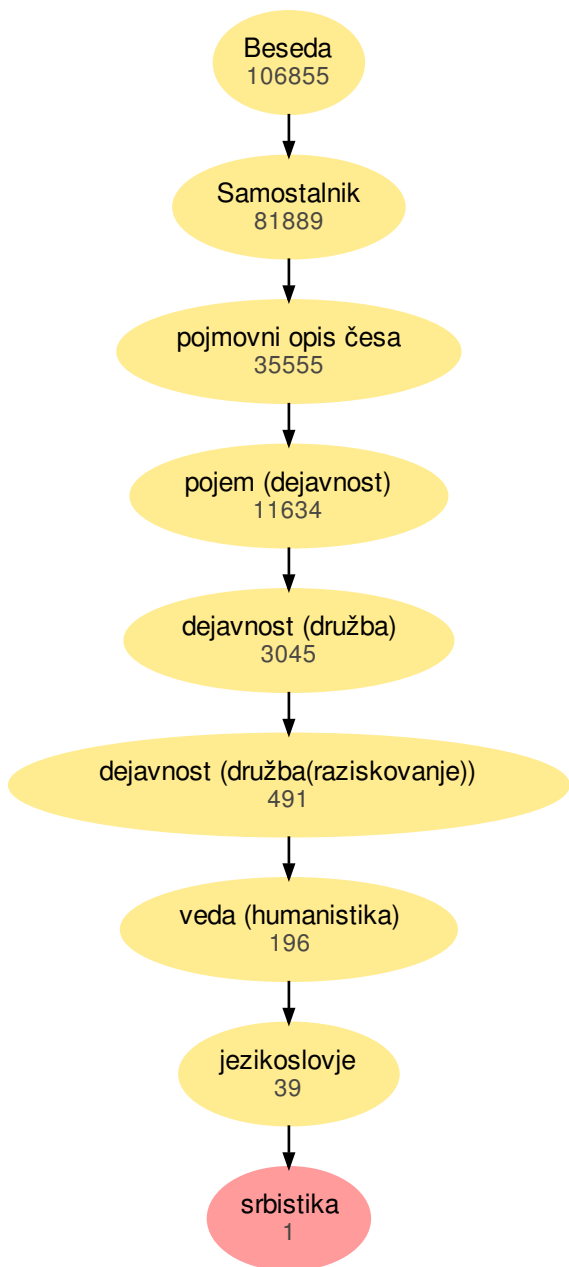 Beseda
106855
Samostalnik
81889
pojmovni opis česa
35555
pojem (dejavnost)
11634
dejavnost (družba)
3045
dejavnost (družba(raziskovanje))
491
veda (humanistika)
196
jezikoslovje
39
srbistika
1